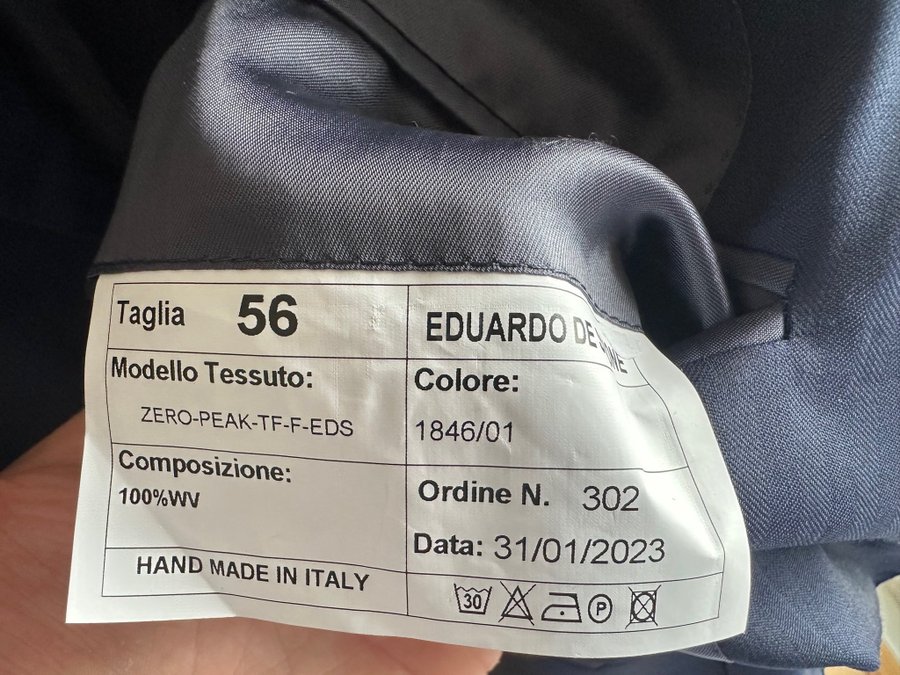 Taglia 56
EDUARDO DE
Modello Tessuto:
ZERO-PEAK-TF-F-EDS
Colore:
1846/01
Composizione:
100%WV
Ordine N. 302
Data: 31/01/2023
HAND MADE IN ITALY
30
P